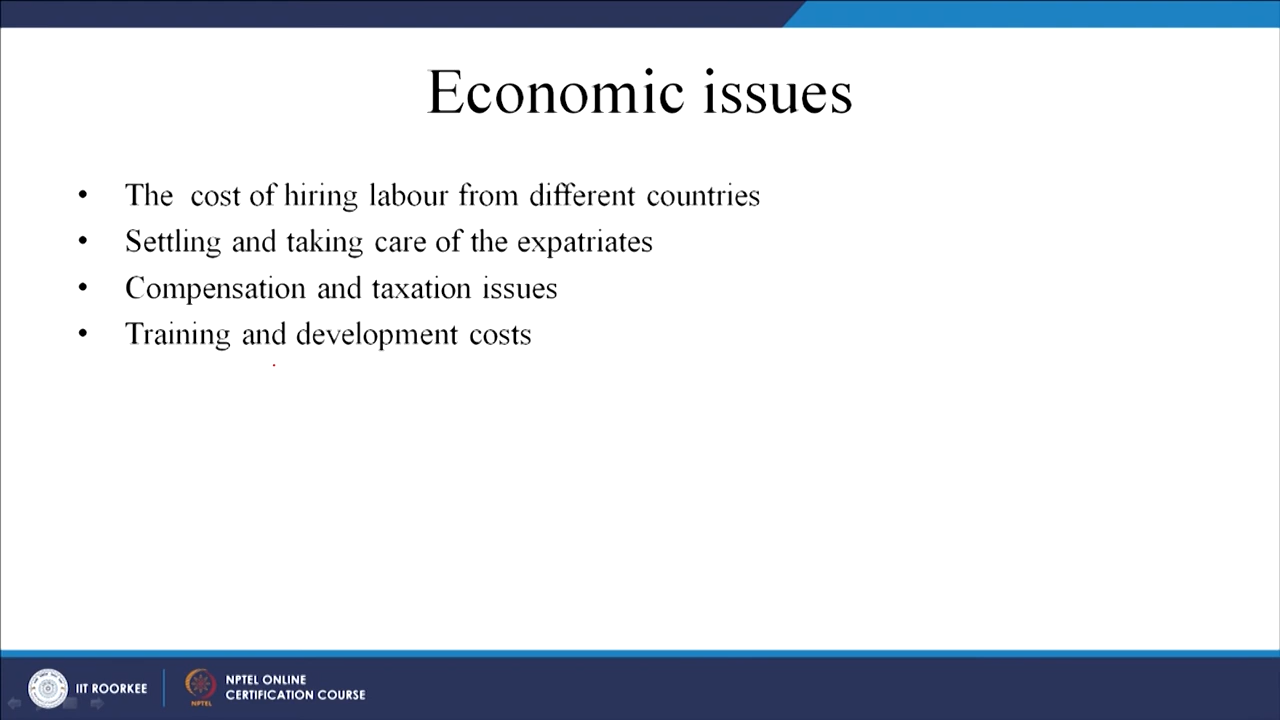 Economic issues
• The cost of hiring labour from different countries
• Settling and taking care of the expatriates
• Compensation and taxation issues
• Training and development costs
IIT ROORKEE
NPTEL
NPTEL ONLINE
CERTIFICATION COURSE